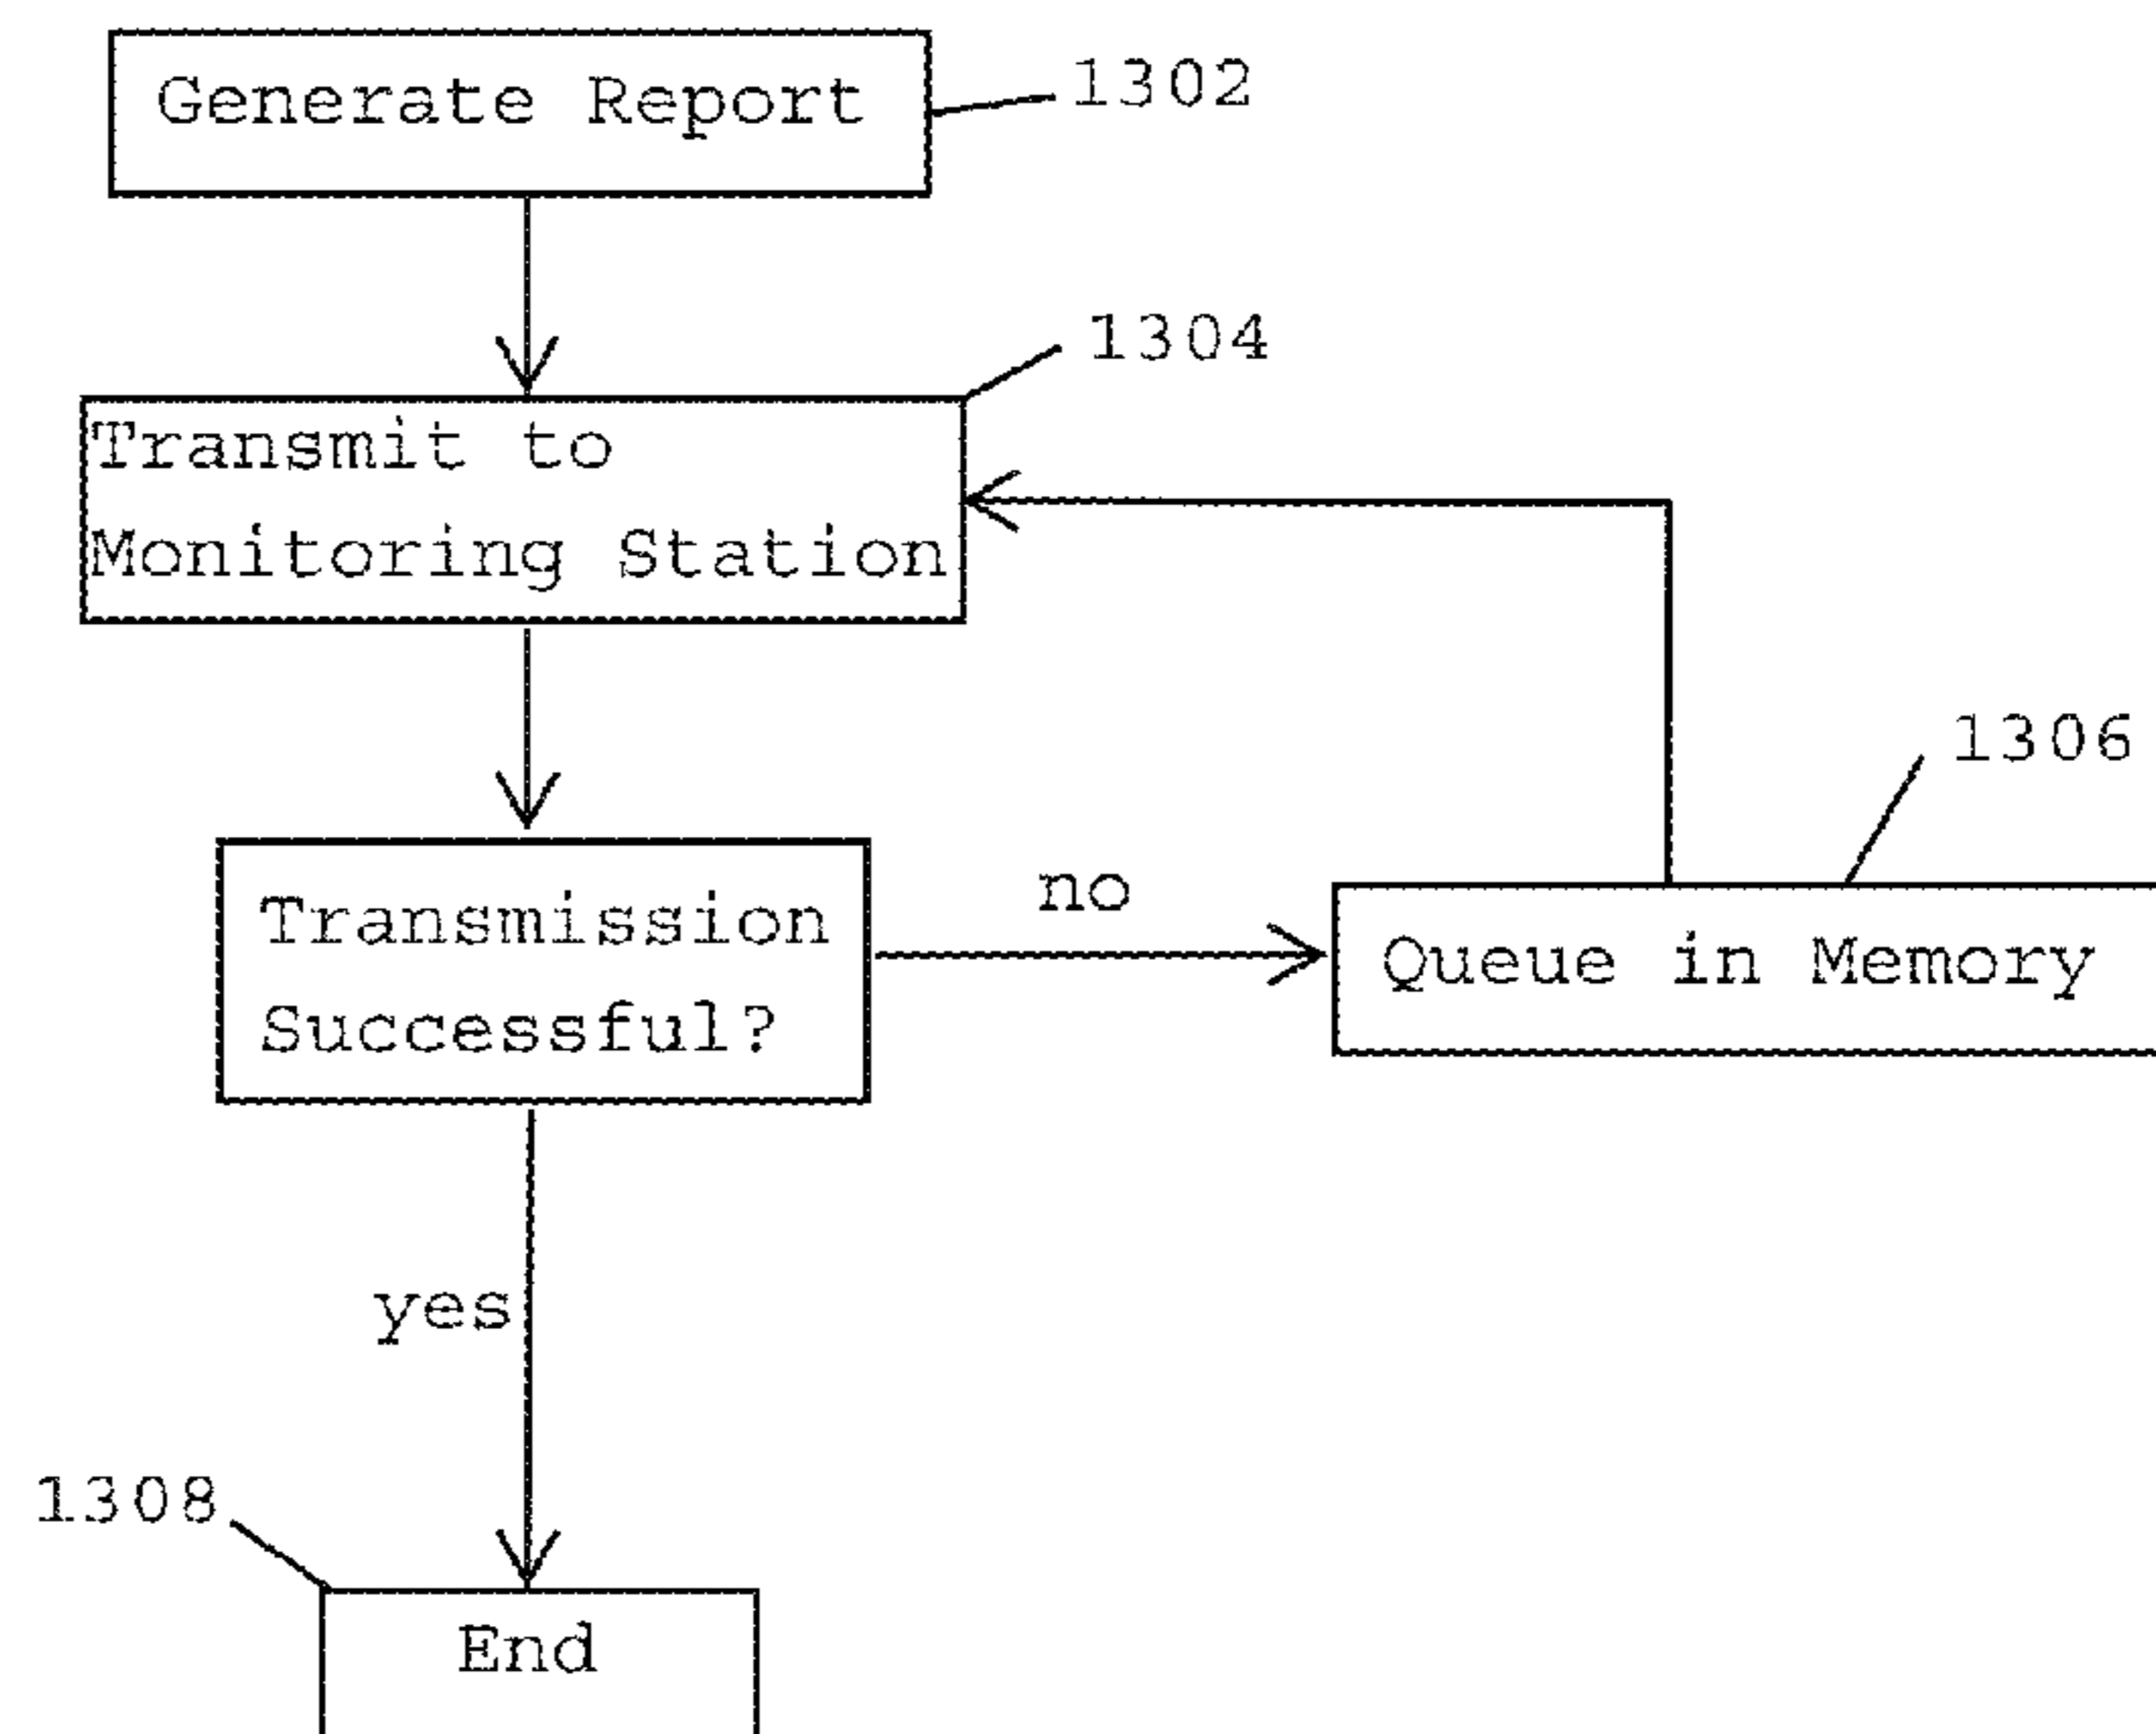 Generate Report
1302
1304
Transmit to
Monitoring Station
1306
no
Transmission
Successful?
Queue in Memory
yes
1308
End